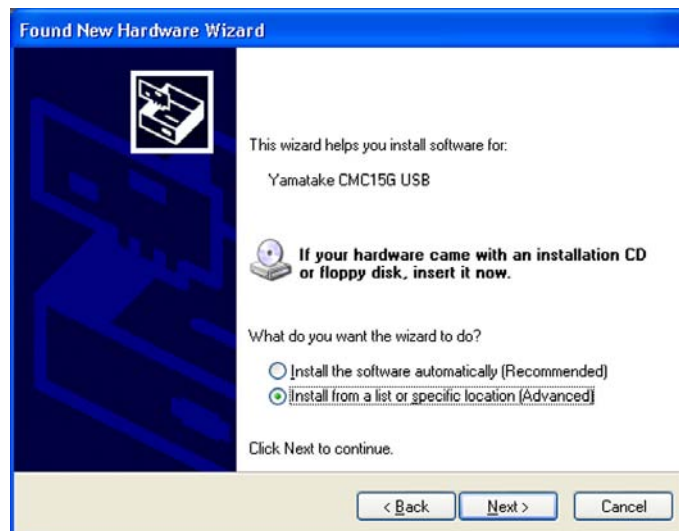 Found New Hardware Wizard
This wizard helps you install software for:
Yamatake CMC15G USB
If your hardware came with an installation CD
or floppy disk, insert it now.
What do you want the wizard to do?
Install the software automatically (Recommended)
Install from a list or specific location (Advanced)
Click Next to continue.
< Back Next > Cancel